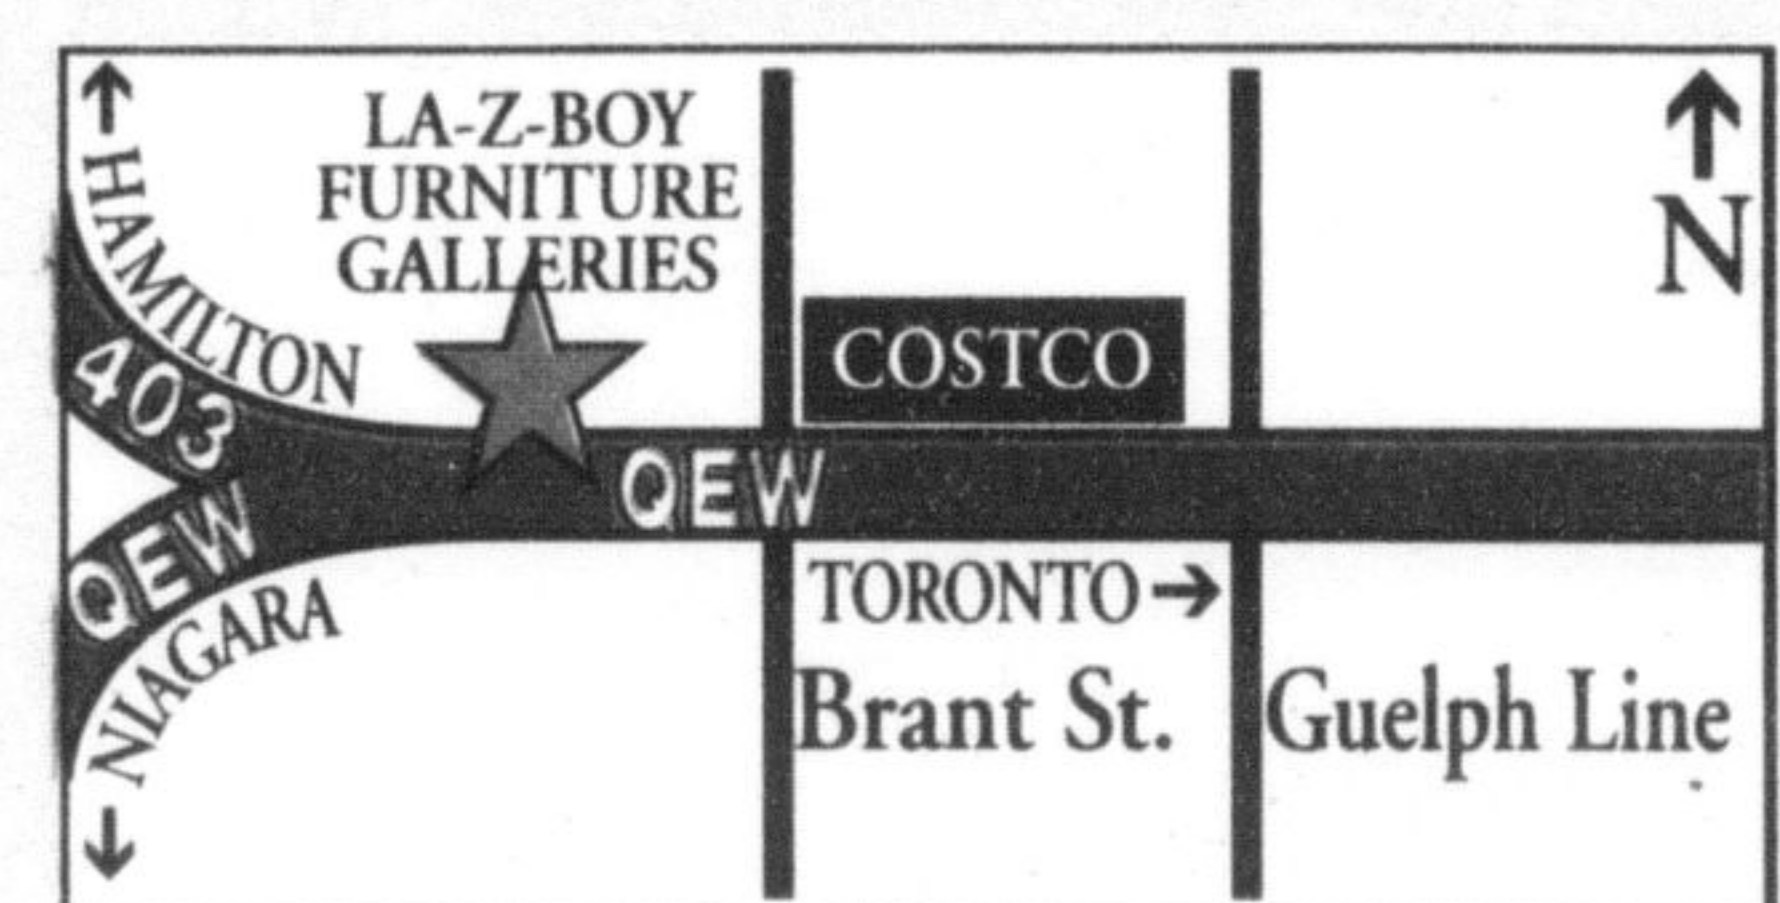 LA-Z-BOY
FURNITURE
GALLERIES
N
HAMILTON
403
COSTCO
QEW
QEW
TORONTO
NIAGARA
Brant St.
Guelph Line